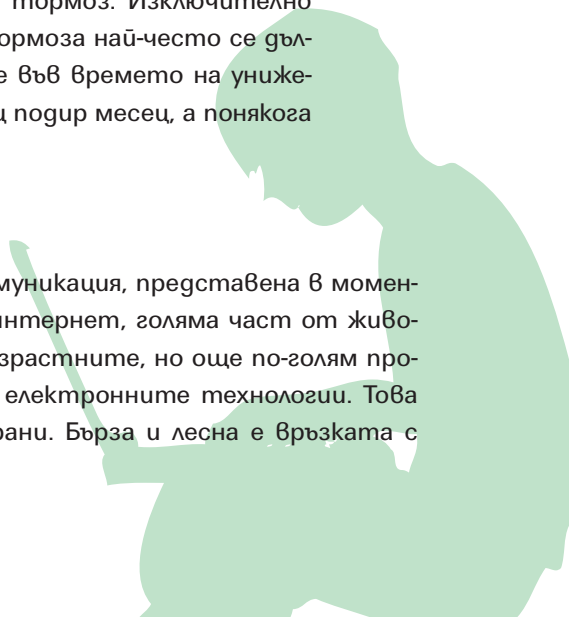 тормоз. Изключително
ормоза най-често се дъл-
е във времето на униже-
ц подир месец, а понякога
муникация, представена в момен-
интернет, голяма част от живо-
зрастните, но още по-голям про-
електронните технологии. Това
рани. Бърза и лесна е връзката с